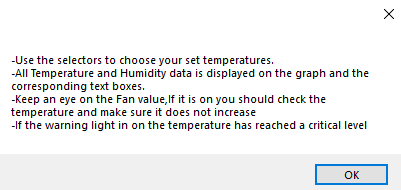 -Use the selectors to choose your set temperatures.
-All Temperature and Humidity data is displayed on the graph and the
corresponding text boxes.
-Keep an eye on the Fan value,If it is on you should check the
temperature and make sure it does not increase
-If the warning light in on the temperature has reached a critical level
OK